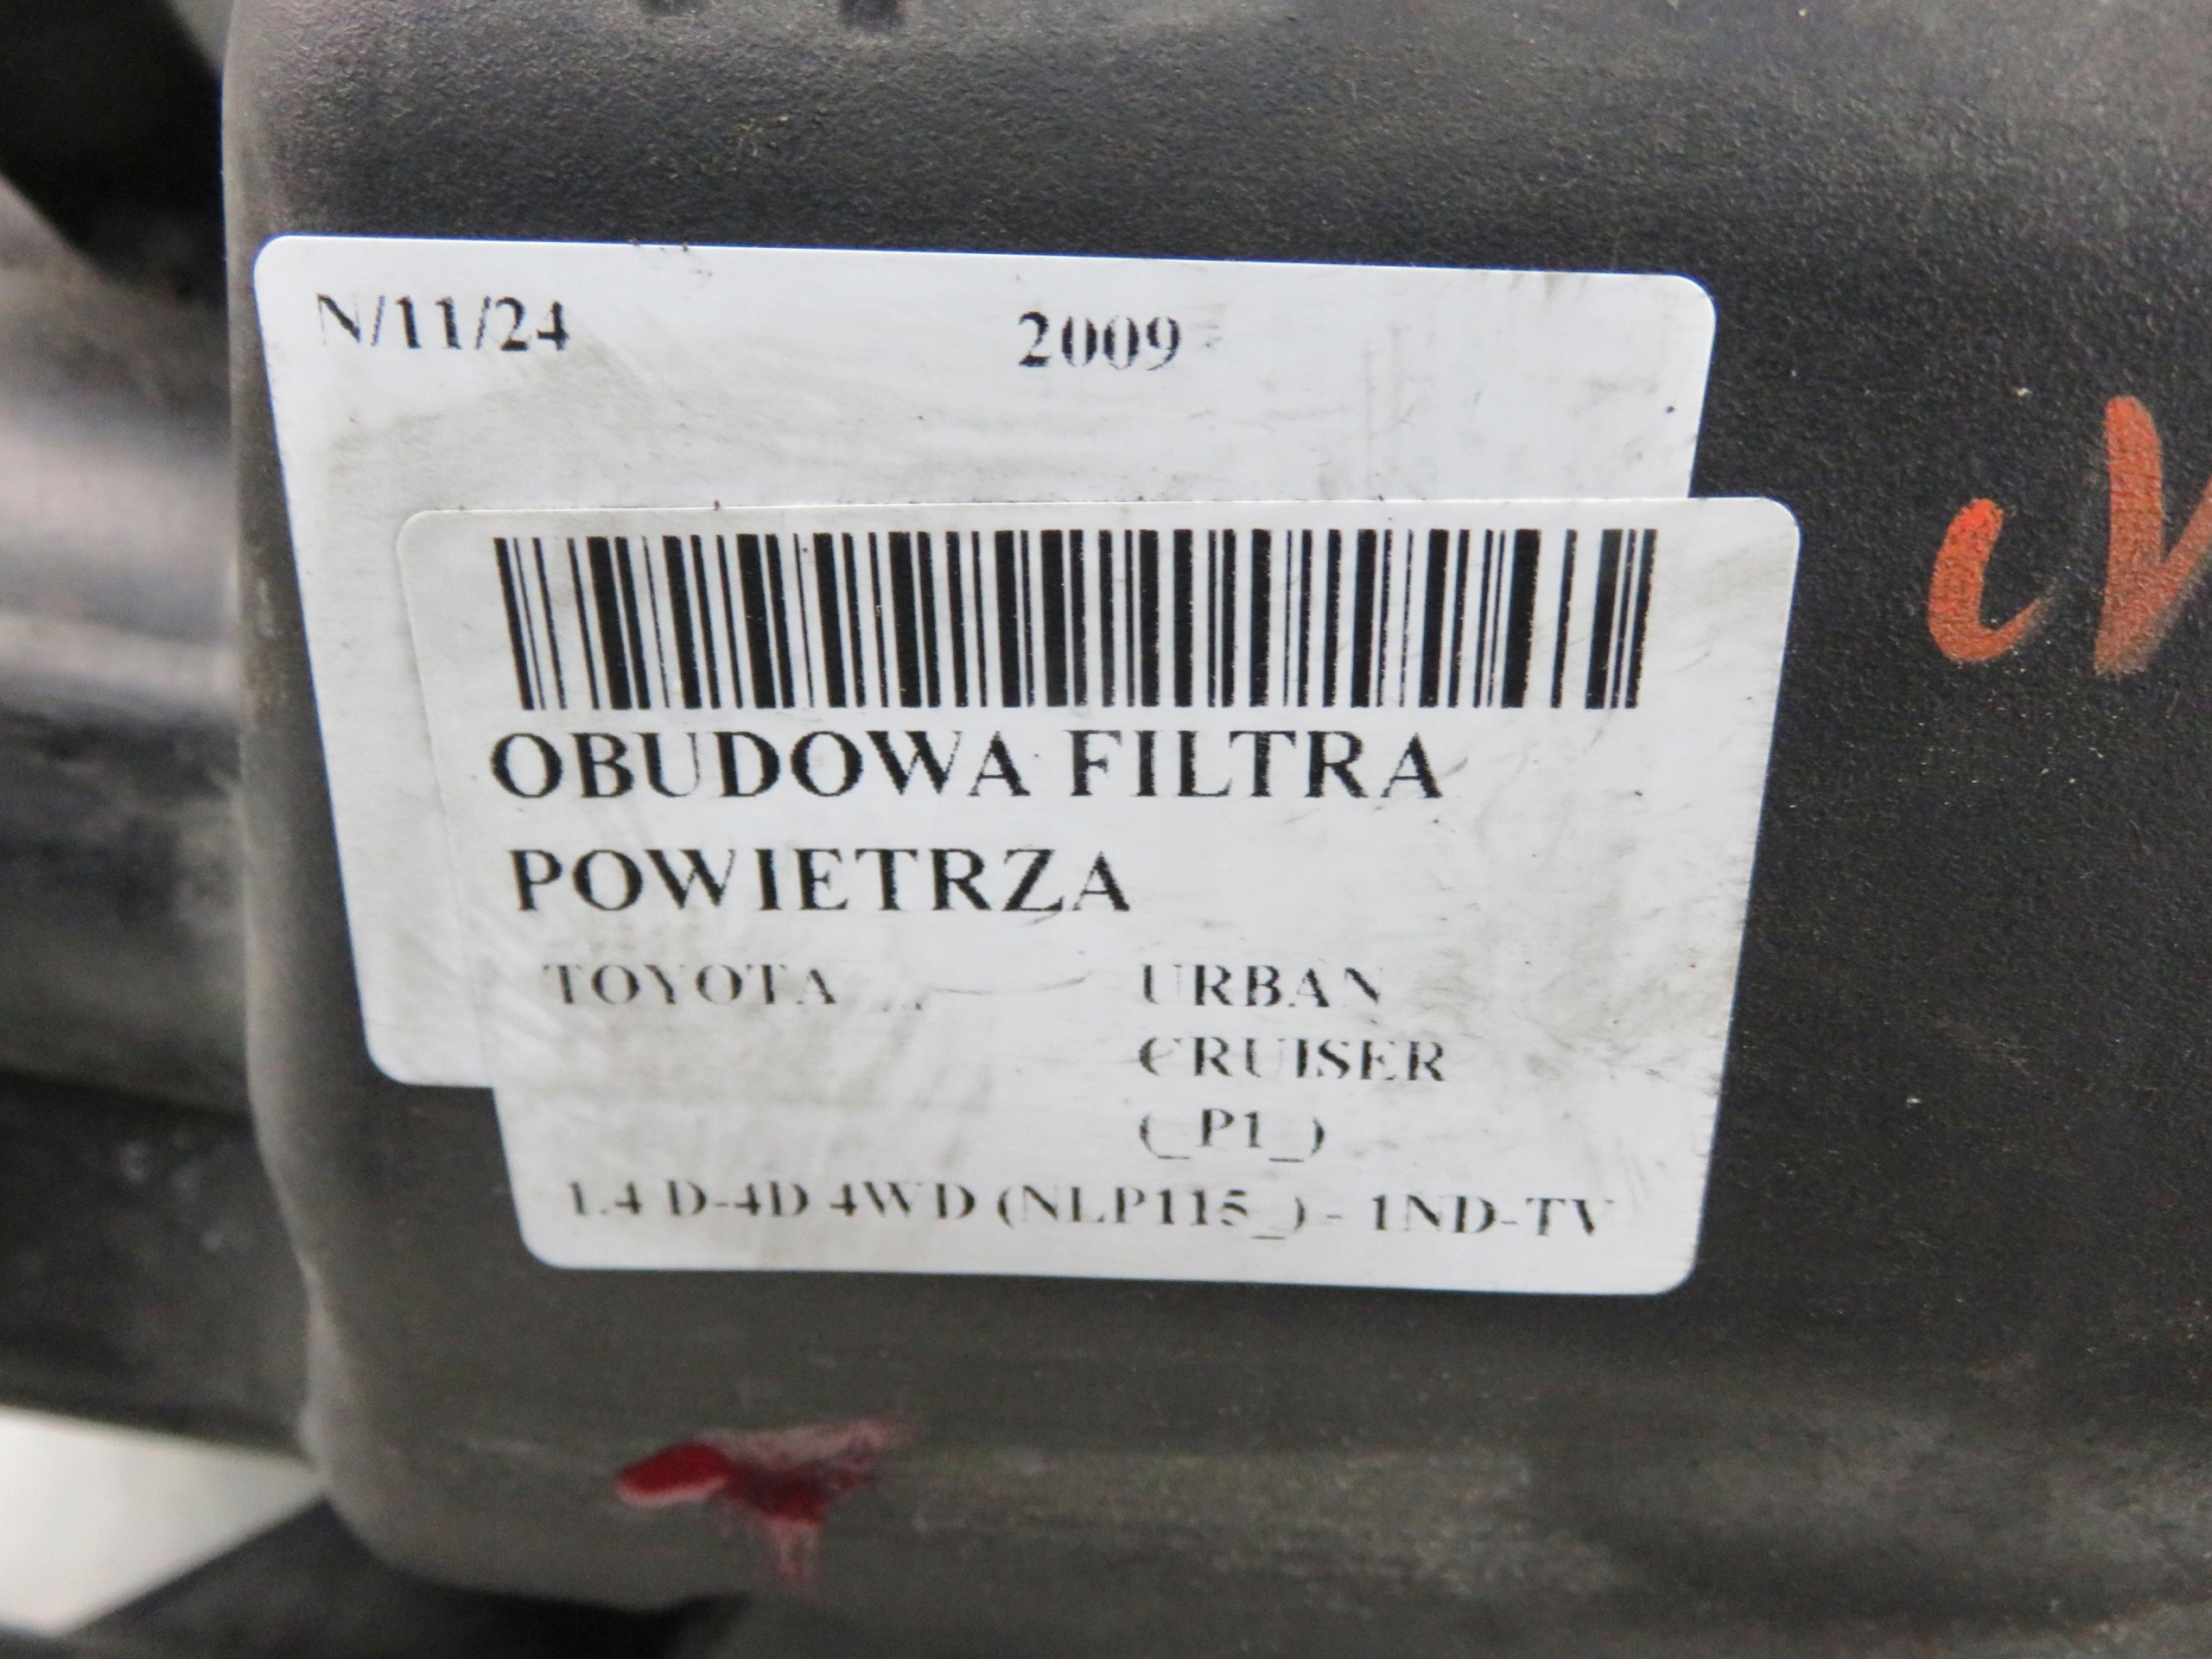 N/11/24 2009
OBUDOWA FILTRA
POWIETRZA
TOYOTA URBAN
CRUISER
(_P1_)
1.4 D-4D 4WD (NLP115_) - 1ND-TV